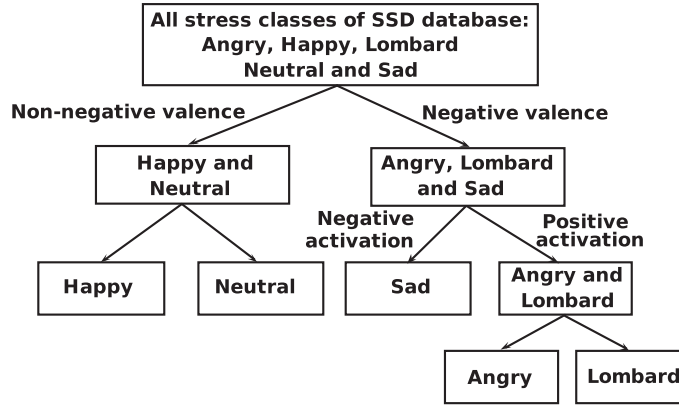 All stress classes of SSD database:
Angry, Happy, Lombard
Neutral and Sad
Non-negative valence
Negative valence
Happy and
Neutral
Angry, Lombard
and Sad
Negative
activation
Positive
activation
Happy
Neutral
Sad
Angry and
Lombard
Angry
Lombard